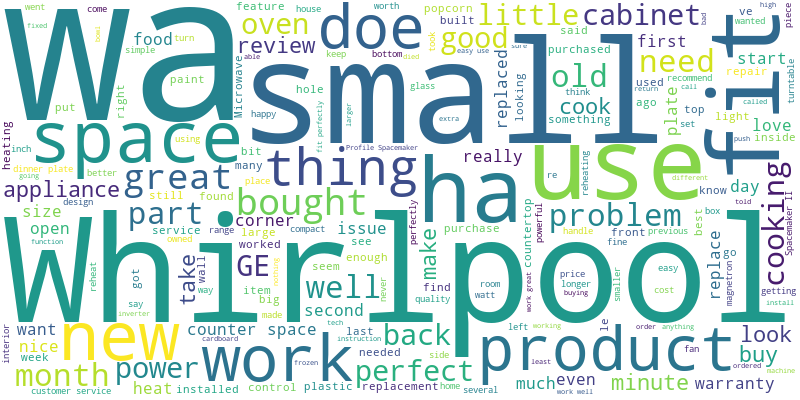 went
come
feature
house
worth
popcorn
built
ve
wanted
high
piece
fixed
simple
turn
able
bowl
oven
little
cabinet
bad
wa
doe
review
keep
bottom
took
easy use
died
said
purchased
good
first
need
fit
food
Microwave
small
replaced
looking
old
used
repair
start
call
return
sure
put
right
paint
happy
hole
fit perfectly
larger
glass
extra
think
cook
something
ago
plate
recommend
top
set
called
light
love
inside
push
turntable
heating
inch
space
using
Profile Spacemaker
thing
really
re
reheating
use
different
know
told
day
cooking
dinner plate
going
better
bit
many
great
appliance
still
found
place
bought
ha
perfectly
powerful
countertop
design
size
part
corner
compact
make
purchase
problem
handle
front
fine
previous
best
box
go
Spacemaker II
open
service
owned
range
large
worked
issue
see
enough
function
Whirlpool
reheat
got
say
take
wall
way
GE
item
big
made
running
seem
well
never
find
quality
watt
room
work great
buying
price
longer
smaller
easy
cost
replace
magnetron
getting
install
new
inverter
want
counter space
second
tech
instruction
last
back
side
left
working
le
order
anything
look
interior
nice
week
work
cardboard
frozen
needed
product
fan
least
ordered
buy
machine
month
power
perfect
customer service
heat
installed
control
plastic
replacement
home
several
much
even
work well
minute
warranty